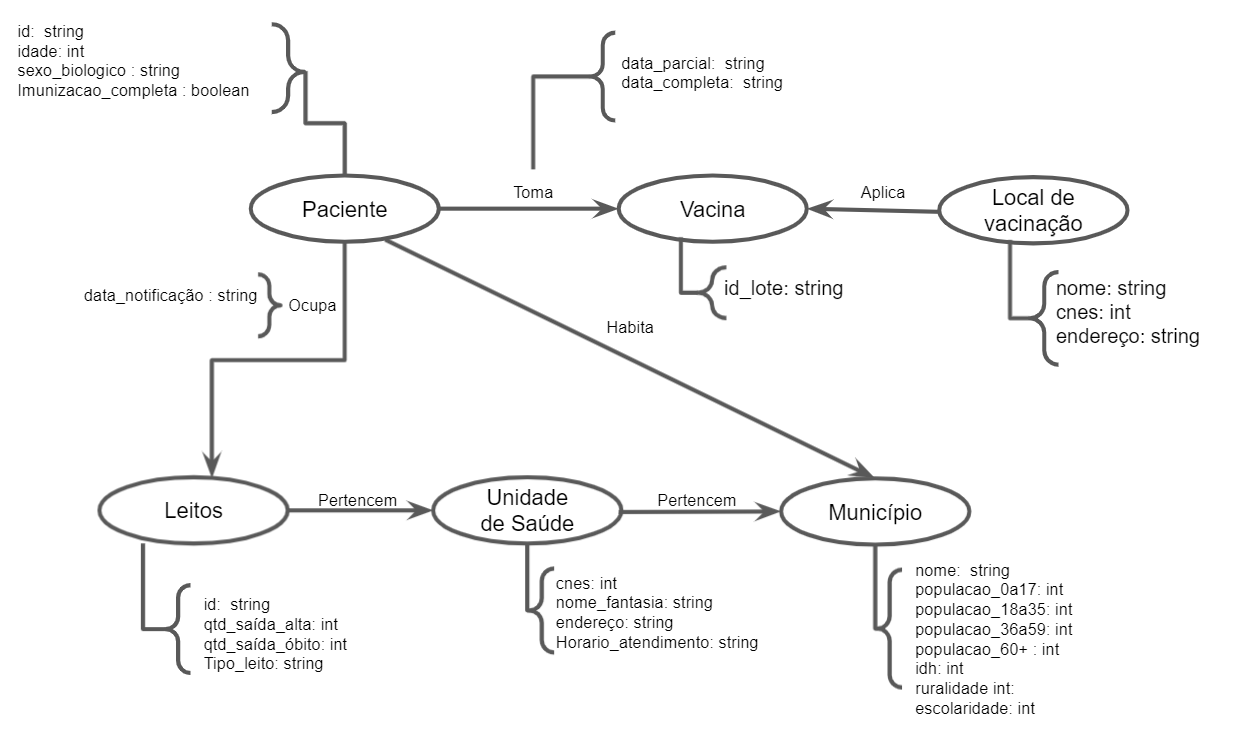 id:  string
idade: int
sexo_biologico : string
Imunizacao_completa : boolean
data_parcial:  string
data_completa:  string
Paciente
Toma
Vacina
Aplica
Local de
vacinação
data_notificação : string
Ocupa
id_lote: string
nome: string
cnes: int
endereço: string
Habita
Leitos
Pertencem
Unidade
de Saúde
Pertencem
Município
id:  string
qtd_saída_alta: int
qtd_saída_óbito: int
Tipo_leito: string
cnes: int
nome_fantasia: string
endereço: string
Horario_atendimento: string
nome:  string
populacao_0a17: int
populacao_18a35: int
populacao_36a59: int
populacao_60+ : int
idh: int
ruralidade int:
escolaridade: int